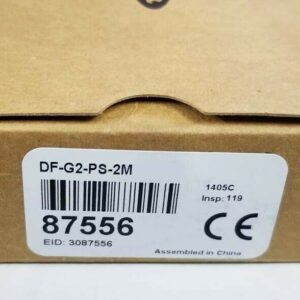 DF-G2-PS-2M
1405C
Insp: 119
87556
CE
EID: 3087556
Assembled in China